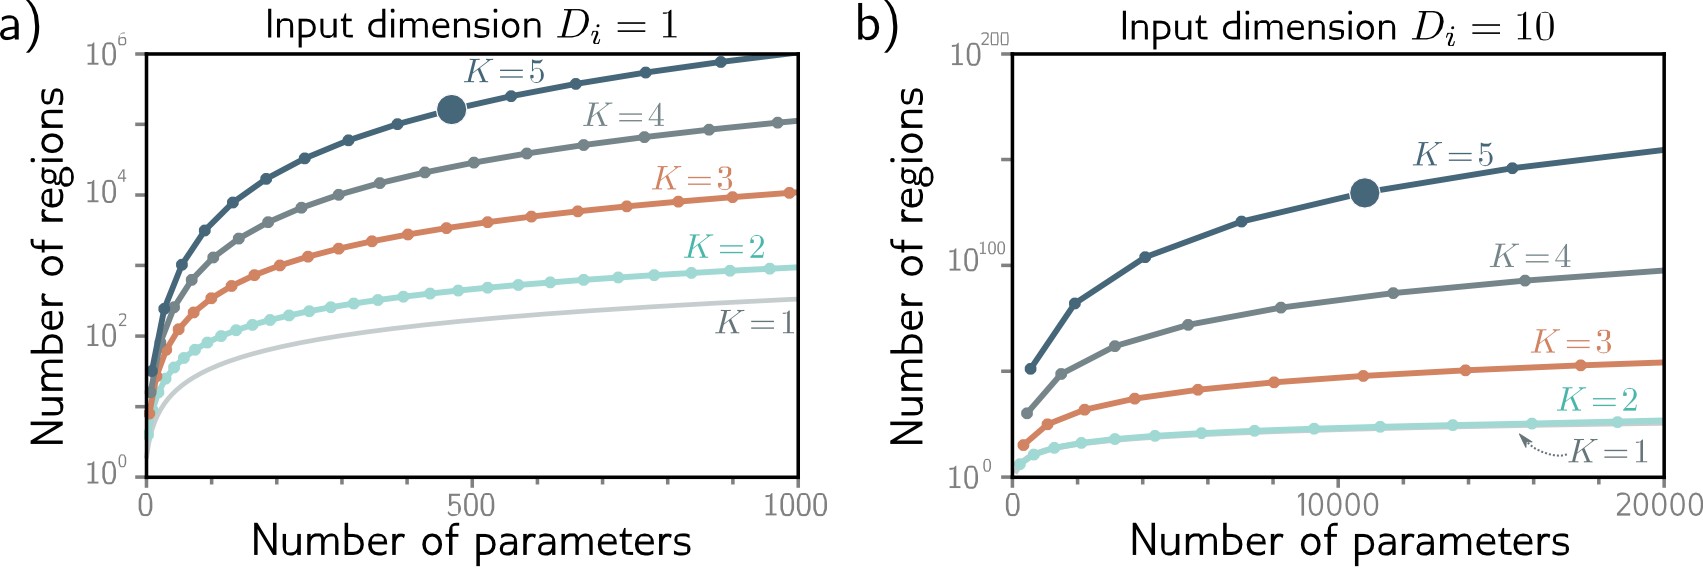 a)
Input dimension D_i = 1
Number of regions
10^6
10^4
10^2
10^0
K=5
K=4
K=3
K=2
K=1
0 500 1000
Number of parameters
b)
Input dimension D_i = 10
Number of regions
10^200
10^100
10^0
K=5
K=4
K=3
K=2
K=1
0 10000 20000
Number of parameters